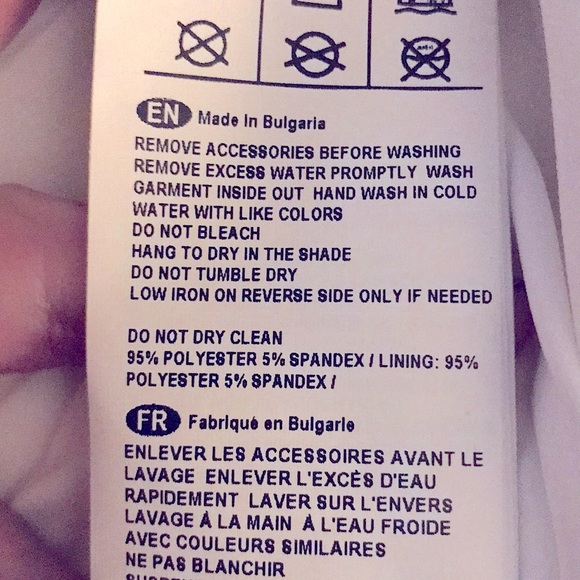 EN Made In Bulgaria
REMOVE ACCESSORIES BEFORE WASHING
REMOVE EXCESS WATER PROMPTLY WASH
GARMENT INSIDE OUT HAND WASH IN COLD
WATER WITH LIKE COLORS
DO NOT BLEACH
HANG TO DRY IN THE SHADE
DO NOT TUMBLE DRY
LOW IRON ON REVERSE SIDE ONLY IF NEEDED
DO NOT DRY CLEAN
95% POLYESTER 5% SPANDEX / LINING: 95%
POLYESTER 5% SPANDEX /
FR Fabriqué en Bulgarie
ENLEVER LES ACCESSOIRES AVANT LE
LAVAGE ENLEVER L'EXCÈS D'EAU
RAPIDEMENT LAVER SUR L'ENVERS
LAVAGE À LA MAIN À L'EAU FROIDE
AVEC COULEURS SIMILAIRES
NE PAS BLANCHIR